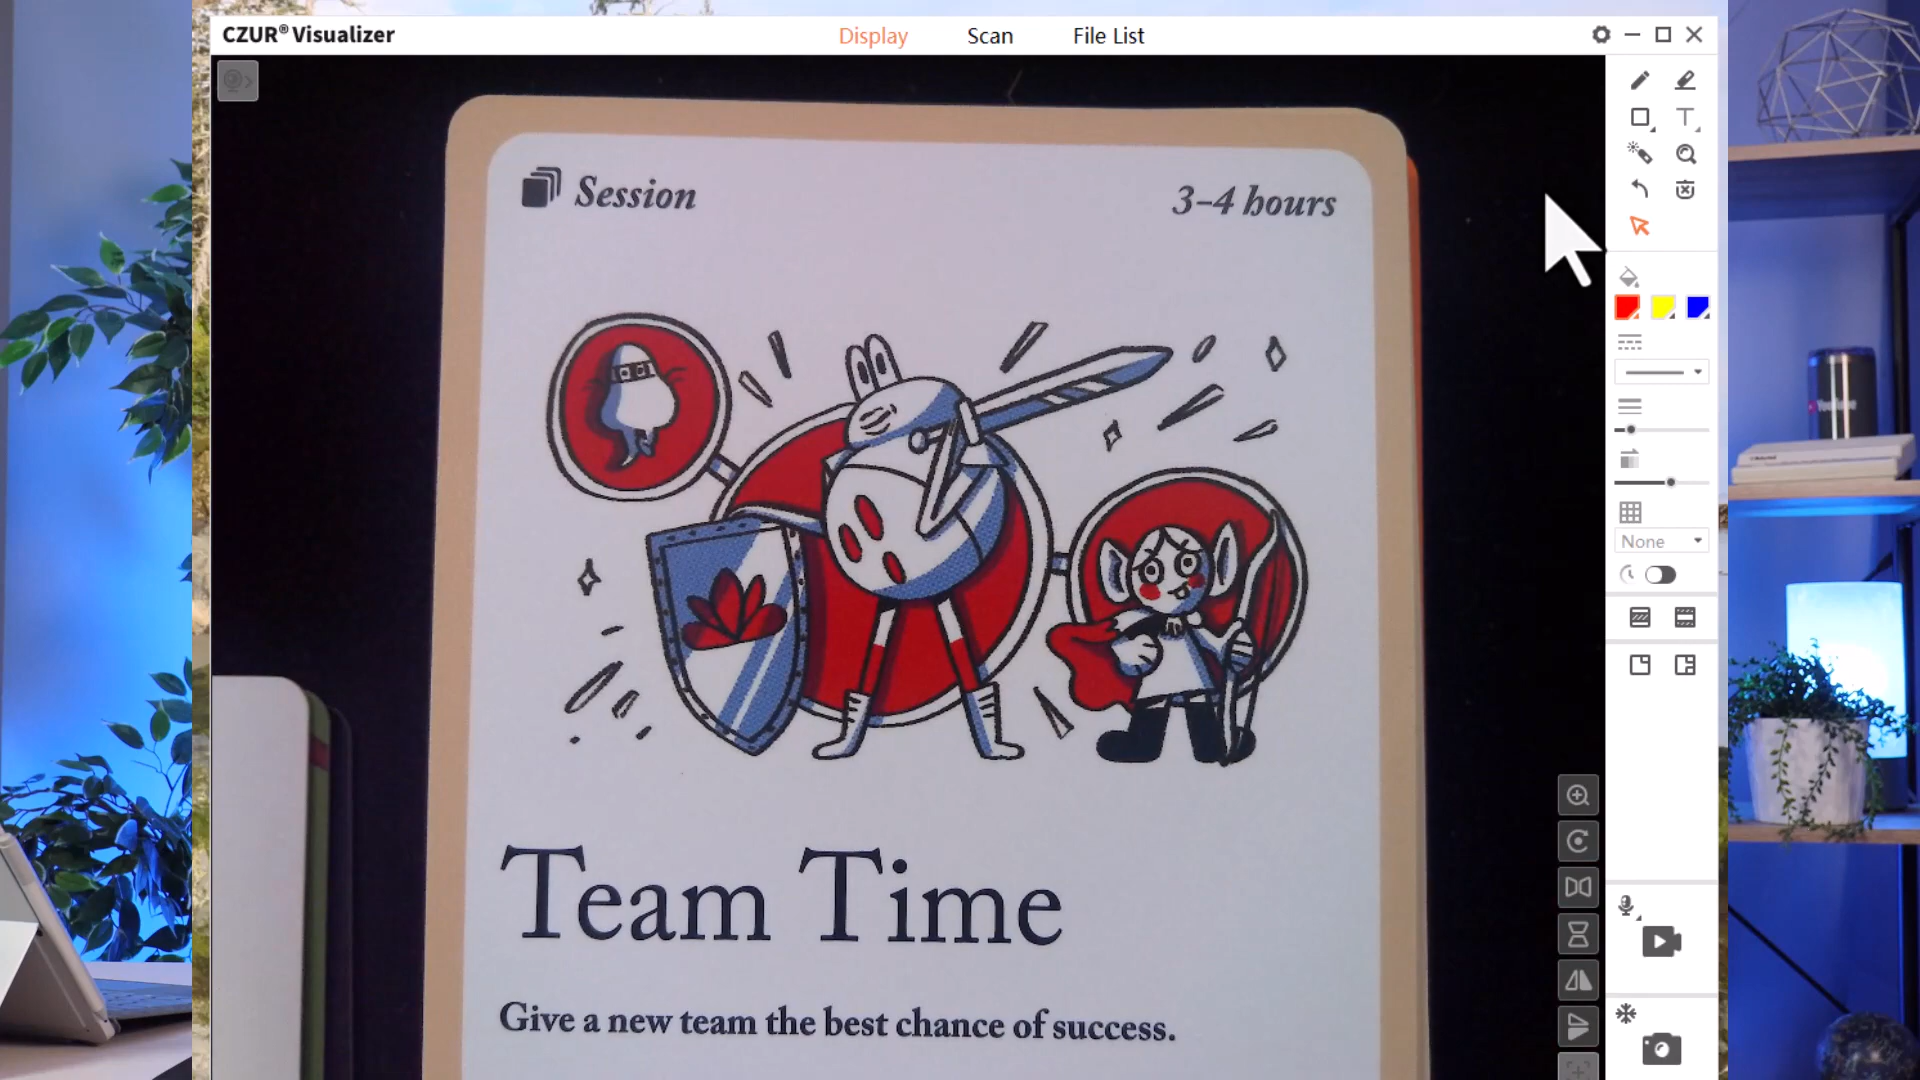 CZUR® Visualizer
Display
Scan
File List
Session
3–4 hours
Team Time
Give a new team the best chance of success.
None